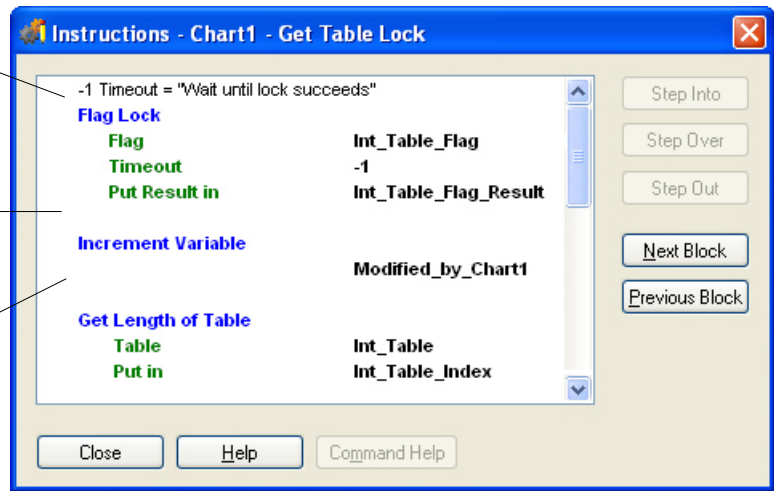 Instructions - Chart1 - Get Table Lock
-1 Timeout = "Wait until lock succeeds"
Flag Lock
Flag Int_Table_Flag
Timeout -1
Put Result in Int_Table_Flag_Result
Increment Variable
Modified_by_Chart1
Get Length of Table
Table Int_Table
Put in Int_Table_Index
Step Into
Step Over
Step Out
Next Block
Previous Block
Close Help Command Help